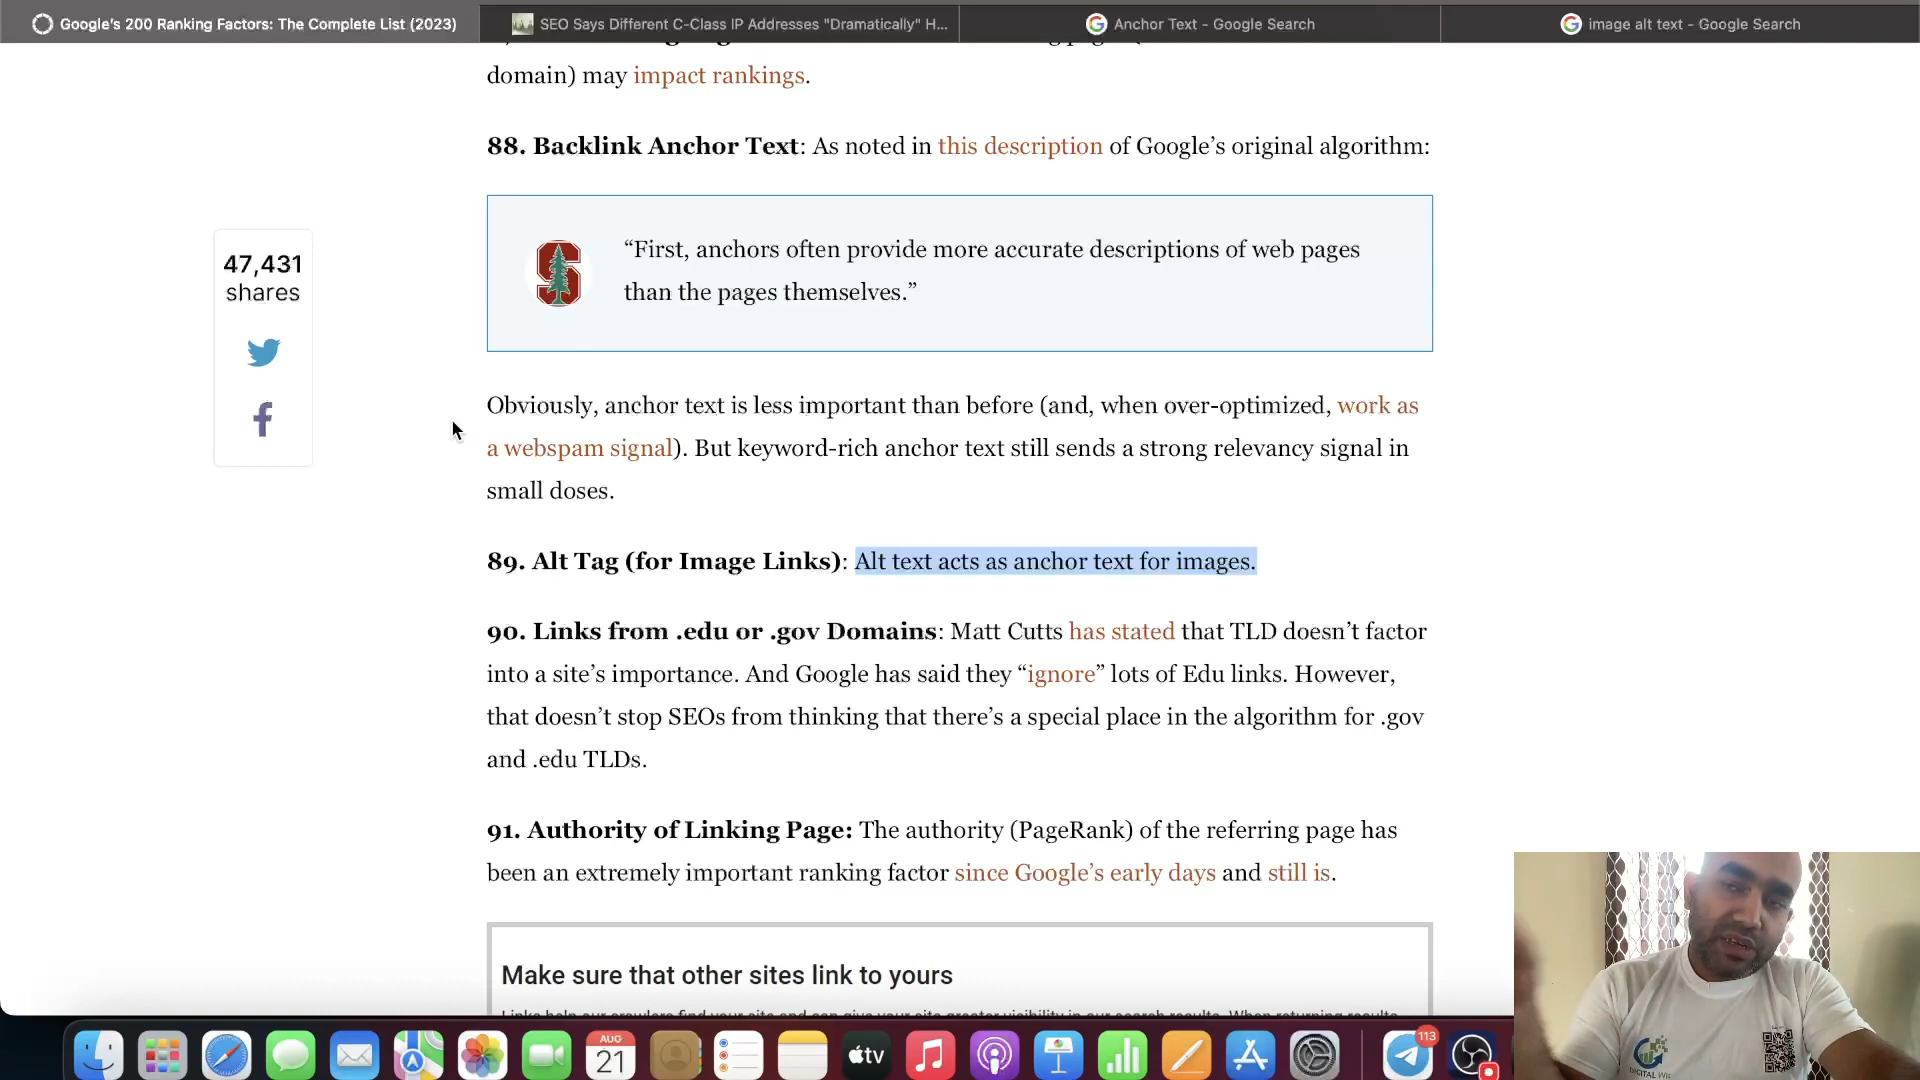 Google's 200 Ranking Factors: The Complete List (2023)
SEO Says Different C-Class IP Addresses "Dramatically" H...
Anchor Text - Google Search
image alt text - Google Search
domain) may impact rankings.
88. Backlink Anchor Text: As noted in this description of Google’s original algorithm:
“First, anchors often provide more accurate descriptions of web pages
than the pages themselves.”
47,431
shares
Obviously, anchor text is less important than before (and, when over-optimized, work as
a webspam signal). But keyword-rich anchor text still sends a strong relevancy signal in
small doses.
89. Alt Tag (for Image Links): Alt text acts as anchor text for images.
90. Links from .edu or .gov Domains: Matt Cutts has stated that TLD doesn’t factor
into a site’s importance. And Google has said they “ignore” lots of Edu links. However,
that doesn’t stop SEOs from thinking that there’s a special place in the algorithm for .gov
and .edu TLDs.
91. Authority of Linking Page: The authority (PageRank) of the referring page has
been an extremely important ranking factor since Google’s early days and still is.
Make sure that other sites link to yours
AUG
21
tv
113
DIGITAL